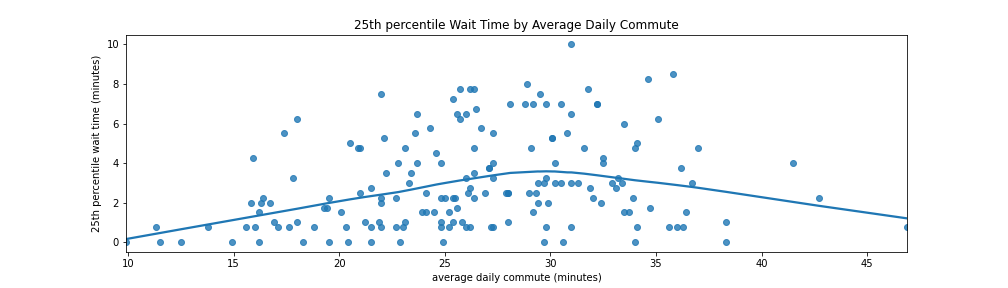 25th percentile Wait Time by Average Daily Commute
25th percentile wait time (minutes)
10
8
6
4
2
0
10 15 20 25 30 35 40 45
average daily commute (minutes)